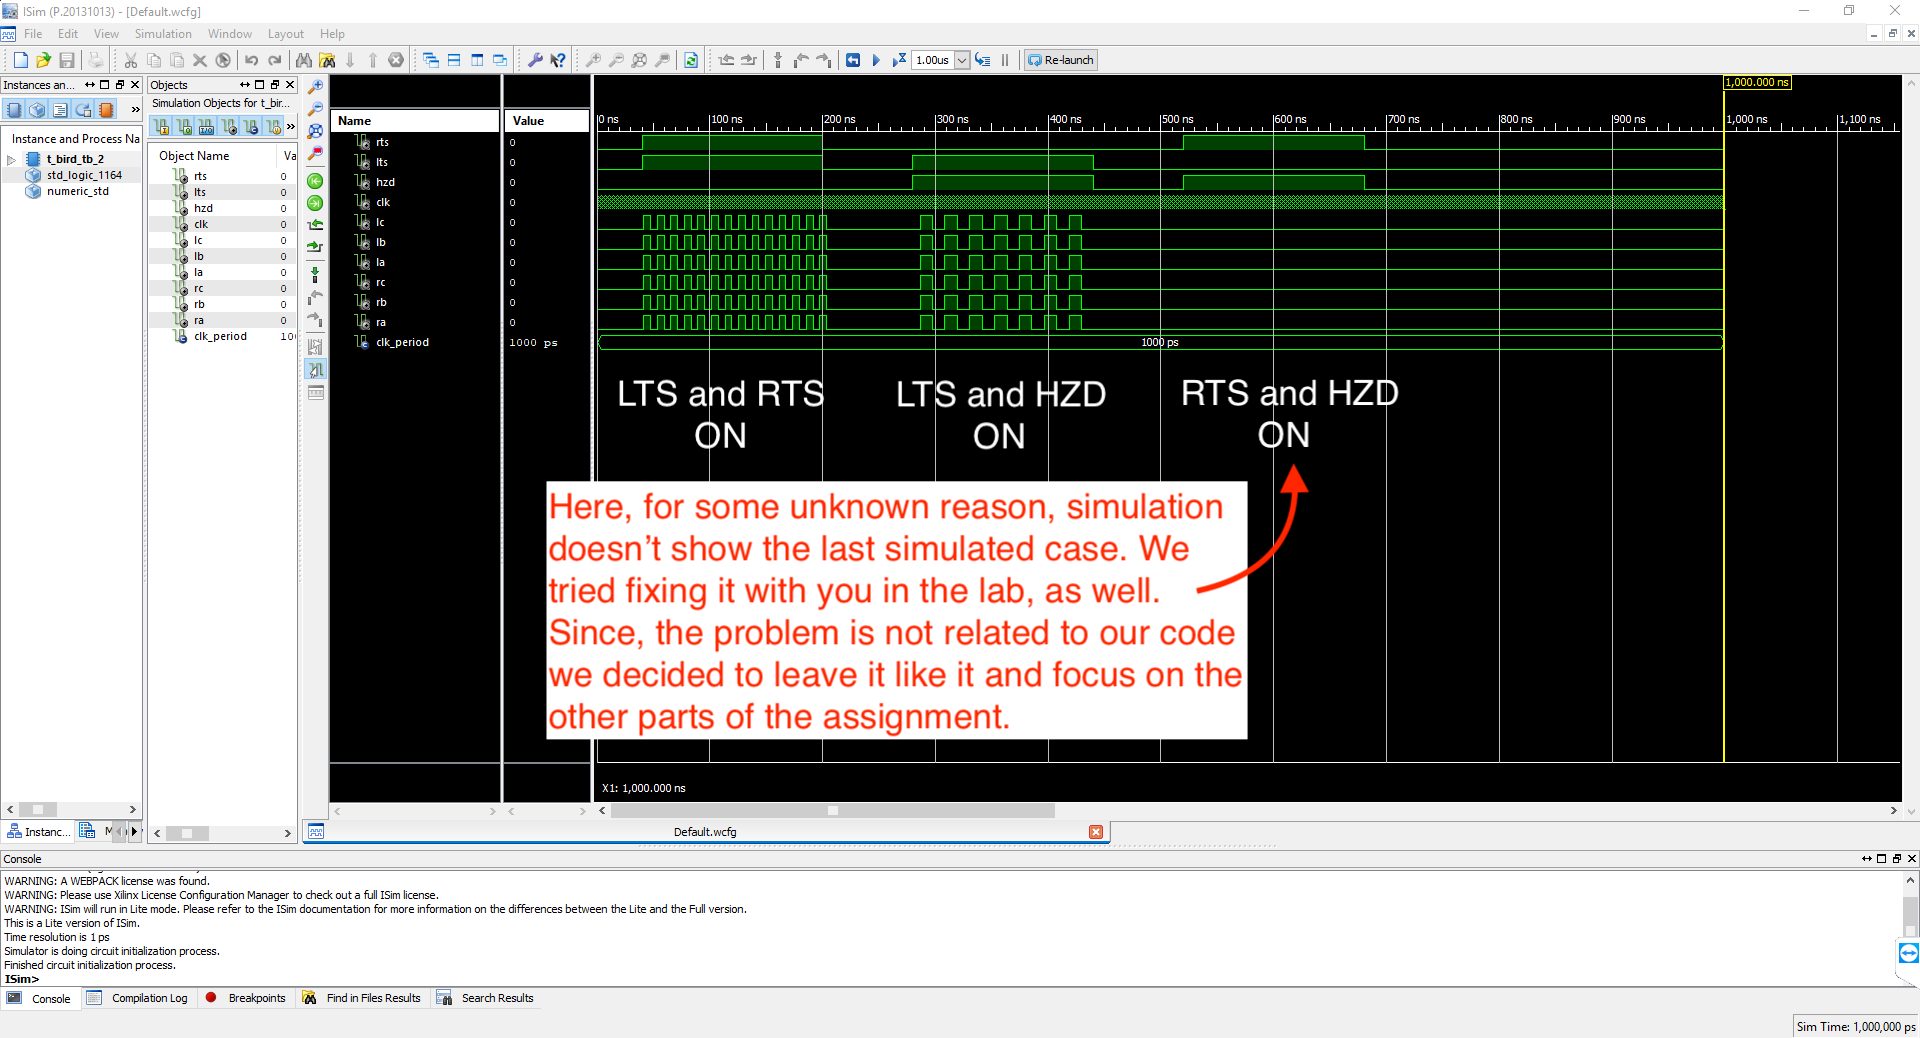 ISim (P.20131013) - [Default.wcfg]
File Edit View Simulation Window Layout Help
1.00us
Re-launch
Instances an...
Objects
Simulation Objects for t_bir...
Instance and Process Na
t_bird_tb_2
std_logic_1164
numeric_std
Object Name Va
rts 0
lts 0
hzd 0
clk 0
lc 0
lb 0
la 0
rc 0
rb 0
ra 0
clk_period 10
Name Value
rts 0
lts 0
hzd 0
clk 0
lc 0
lb 0
la 0
rc 0
rb 0
ra 0
clk_period 1000 ps
1,000.000 ns
0 ns 100 ns 200 ns 300 ns 400 ns 500 ns 600 ns 700 ns 800 ns 900 ns 1,000 ns 1,100 ns
1000 ps
LTS and RTS
ON
LTS and HZD
ON
RTS and HZD
ON
Here, for some unknown reason, simulation
doesn't show the last simulated case. We
tried fixing it with you in the lab, as well.
Since, the problem is not related to our code
we decided to leave it like it and focus on the
other parts of the assignment.
X1: 1,000.000 ns
Instanc...
M
Default.wcfg
Console
WARNING: A WEBPACK license was found.
WARNING: Please use Xilinx License Configuration Manager to check out a full ISim license.
WARNING: ISim will run in Lite mode. Please refer to the ISim documentation for more information on the differences between the Lite and the Full version.
This is a Lite version of ISim.
Time resolution is 1 ps
Simulator is doing circuit initialization process.
Finished circuit initialization process.
ISim>
Console Compilation Log Breakpoints Find in Files Results Search Results
Sim Time: 1,000,000 ps